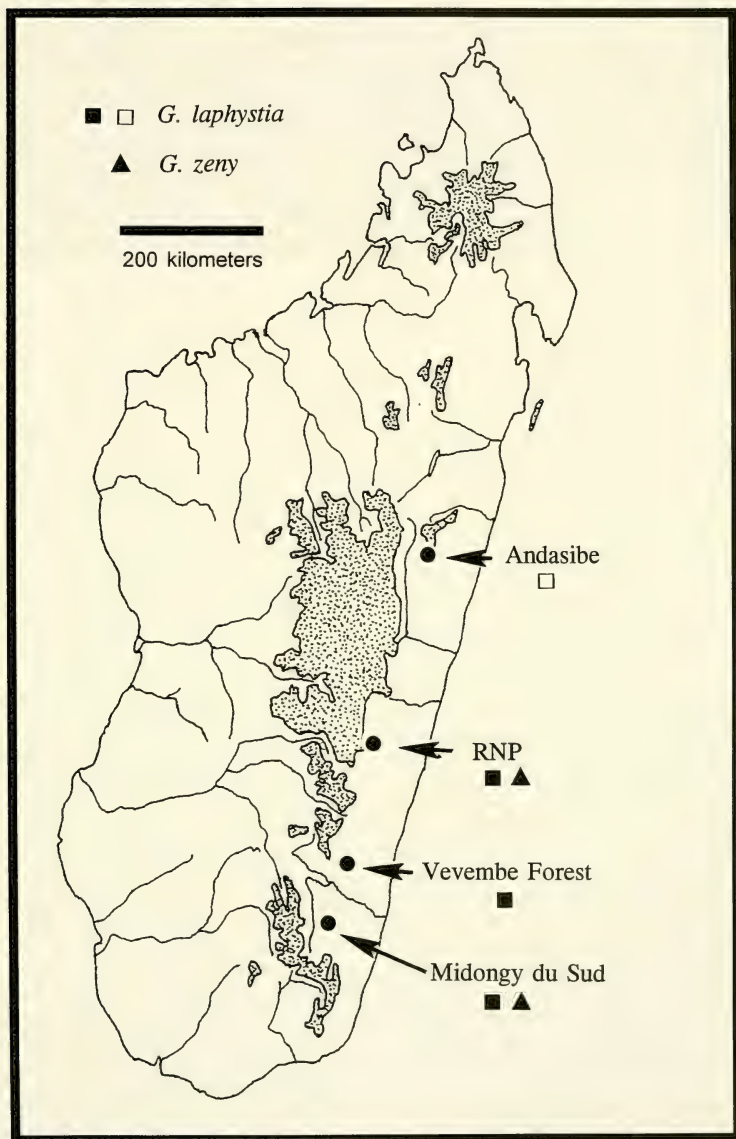 G. laphystia
G. zeny
200 kilometers
Andasibe
RNP
Vevembe Forest
Midongy du Sud